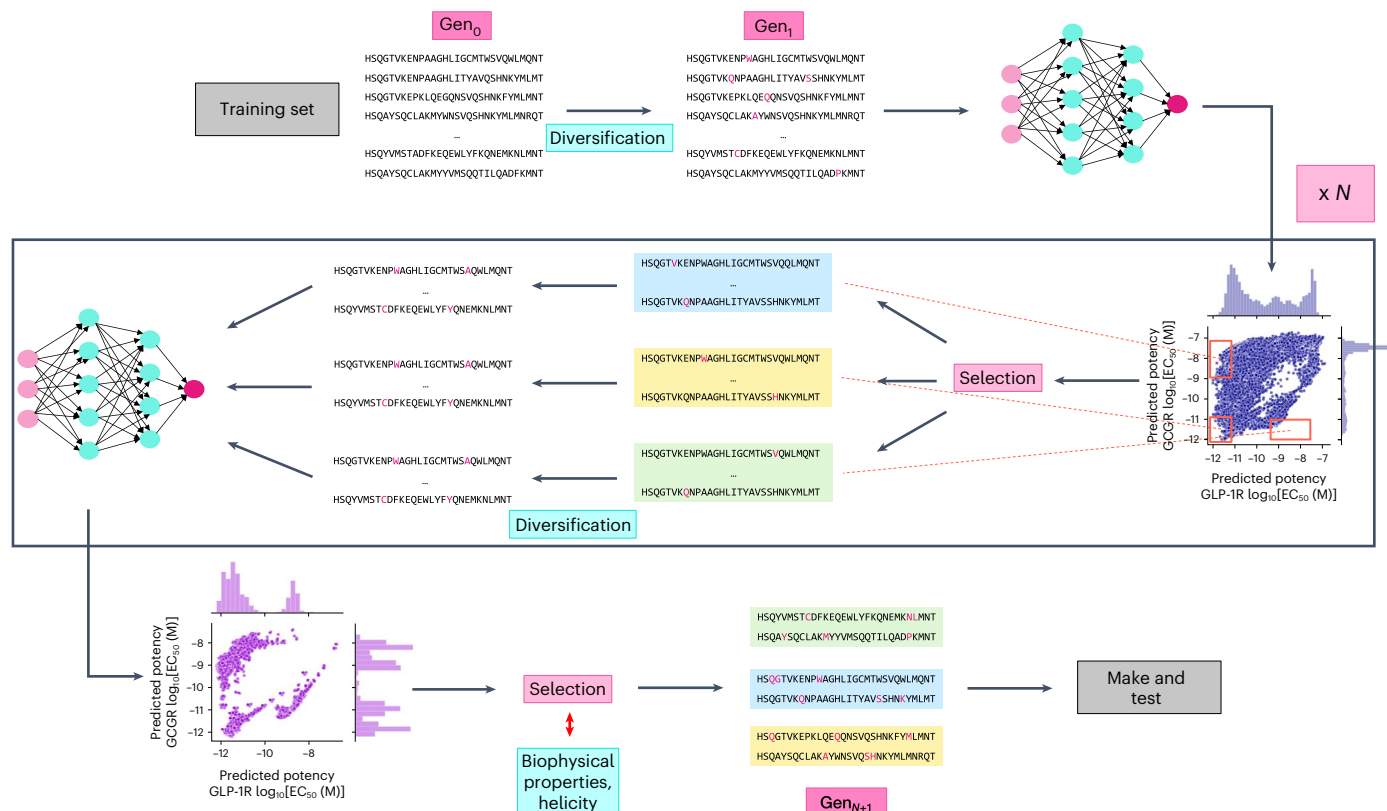 Gen0
Gen1
HSQGTVKENPAAGHLIGCMTWSVQWLMQNT
HSQGTVKENPAAGHLITYAVQSHNKYMLMT
HSQGTVKEPKLQEGQNSVQSHNKFYMLMNT
HSQAYSQCLAKMYWNSVQSHNKYMLMNRQT
…
HSQYVMSTADFKEQEWLYFKQNEMKNLMNT
HSQAYSQCLAKMYYVMSQQTILQADFKMNT
HSQGTVKENPWAGHLIGCMTWSVQWLMQNT
HSQGTVKQNPAAGHLITYAVSSHNKYMLMT
HSQGTVKEPKLQEQQNSVQSHNKFYMLMNT
HSQAYSQCLAKAYWNSVQSHNKYMLMNRQT
…
HSQYVMSTCDFKEQEWLYFKQNEMKNLMNT
HSQAYSQCLAKMYYVMSQQTILQADPKMNT
Training set
Diversification
x N
HSQGTVKENPWAGHLIGCMTWSAQWLMQNT
…
HSQYVMSTCDFKEQEWLYFYQNEMKNLMNT
HSQGTVKENPWAGHLIGCMTWSVQQLMQNT
…
HSQGTVKQNPAAGHLITYAVSSHNKYMLMT
HSQGTVKENPWAGHLIGCMTWSAQWLMQNT
…
HSQYVMSTCDFKEQEWLYFYQNEMKNLMNT
HSQGTVKENPWAGHLIGCMTWSVQWLMQNT
…
HSQGTVKQNPAAGHLITYAVSSHNKYMLMT
HSQGTVKENPWAGHLIGCMTWSAQWLMQNT
…
HSQYVMSTCDFKEQEWLYFYQNEMKNLMNT
HSQGTVKENPWAGHLIGCMTWSVQWLMQNT
…
HSQGTVKQNPAAGHLITYAVSSHNKYMLMT
Diversification
Selection
Predicted potency
GCGR log10[EC50 (M)]
−7
−8
−9
−10
−11
−12
−12 −11 −10 −9 −8 −7
Predicted potency
GLP-1R log10[EC50 (M)]
Predicted potency
GCGR log10[EC50 (M)]
−8
−9
−10
−11
−12
−12 −10 −8
Predicted potency
GLP-1R log10[EC50 (M)]
Selection
Biophysical
properties,
helicity
HSQYVMSTCDFKEQEWLYFKQNEMKNLMNT
HSQAYSQCLAKMYYVMSQQTILQADPKMNT
HSQGTVKENPWAGHLIGCMTWSVQWLMQNT
HSQGTVKQNPAAGHLITYAVSSHNKYMLMT
HSQGTVKEPKLQEQQNSVQSHNKFYMLMNT
HSQAYSQCLAKAYWNSVQSHNKYMLMNRQT
GenN+1
Make and
test